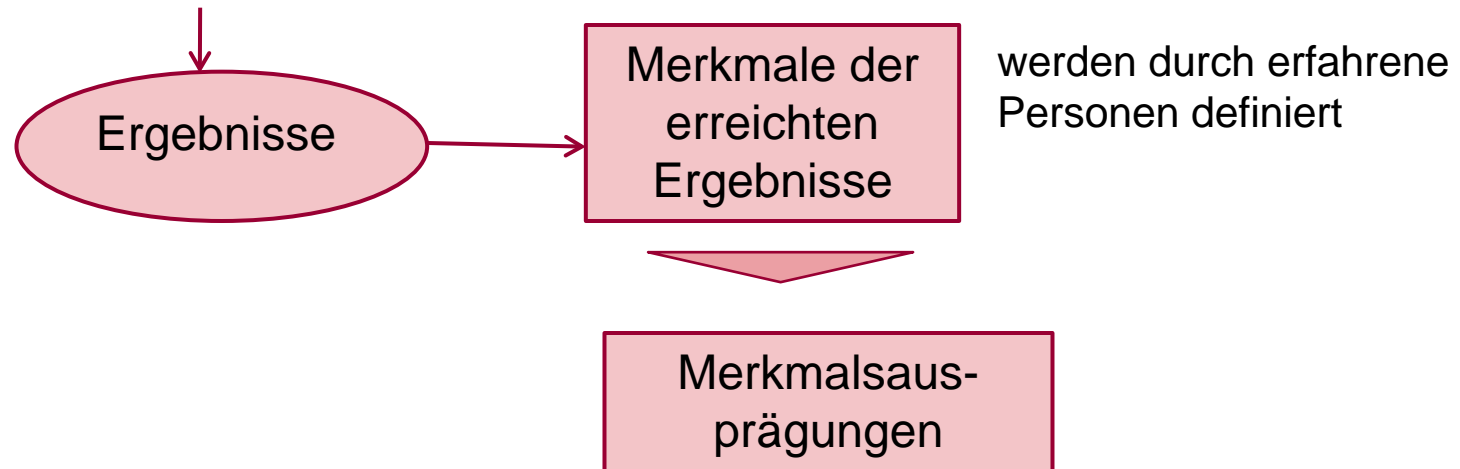 Ergebnisse
Merkmale der
erreichten
Ergebnisse
werden durch erfahrene
Personen definiert
Merkmalsaus-
prägungen